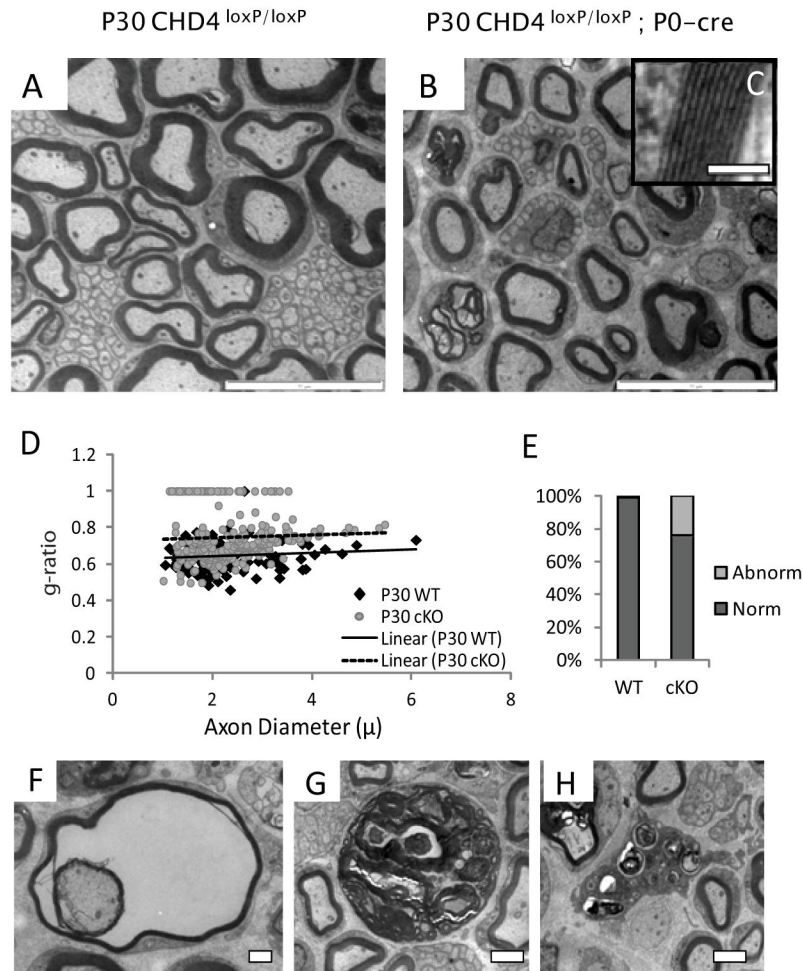 P30 CHD4 loxP/loxP
P30 CHD4 loxP/loxP ; P0-cre
A
B
C
D
1.2
1
0.8
0.6
0.4
0.2
0
g-ratio
0
2
4
6
8
Axon Diameter (μ)
P30 WT
P30 cKO
Linear (P30 WT)
Linear (P30 cKO)
E
100%
80%
60%
40%
20%
0%
WT
cKO
Abnorm
Norm
F
G
H